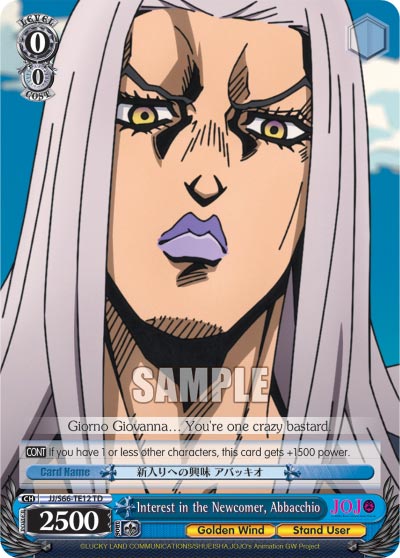 LEVEL
0
0
COST
SAMPLE
Giorno Giovanna… You're one crazy bastard.
CONT If you have 1 or less other characters, this card gets +1500 power.
Card Name 新入りへの興味 アバッキオ
CH JJ/S66-TE12 TD
Interest in the Newcomer, Abbacchio JOJO
POWER 2500 SOUL
Golden Wind Stand User
©LUCKY LAND COMMUNICATIONS/SHUEISHA,JOJO's Animation GW Project